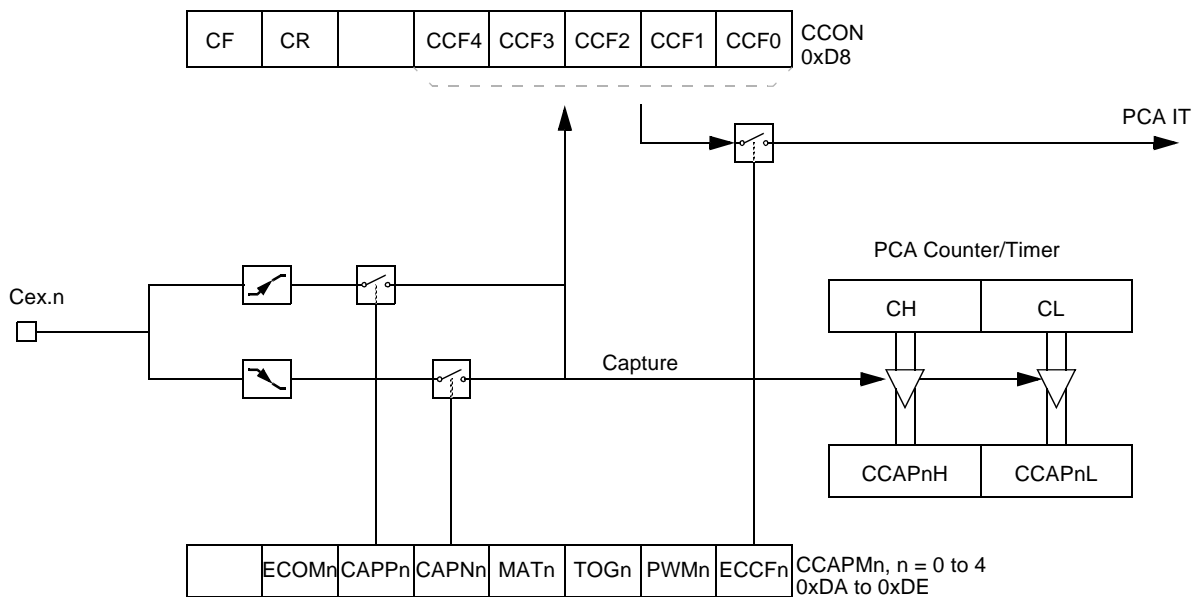 CF CR CCF4 CCF3 CCF2 CCF1 CCF0 CCON
0xD8
PCA IT
PCA Counter/Timer
Cex.n
CH CL
Capture
CCAPnH CCAPnL
ECOMn CAPPn CAPNn MATn TOGn PWMn ECCFn CCAPMn, n = 0 to 4
0xDA to 0xDE